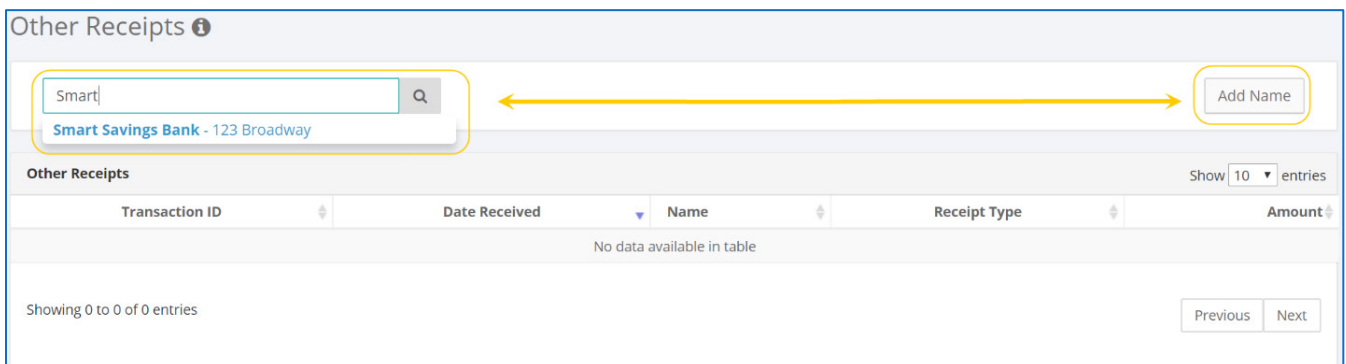 Other Receipts
Smart
Add Name
Smart Savings Bank - 123 Broadway
Other Receipts
Show 10 entries
Transaction ID Date Received Name Receipt Type Amount
No data available in table
Showing 0 to 0 of 0 entries
Previous Next